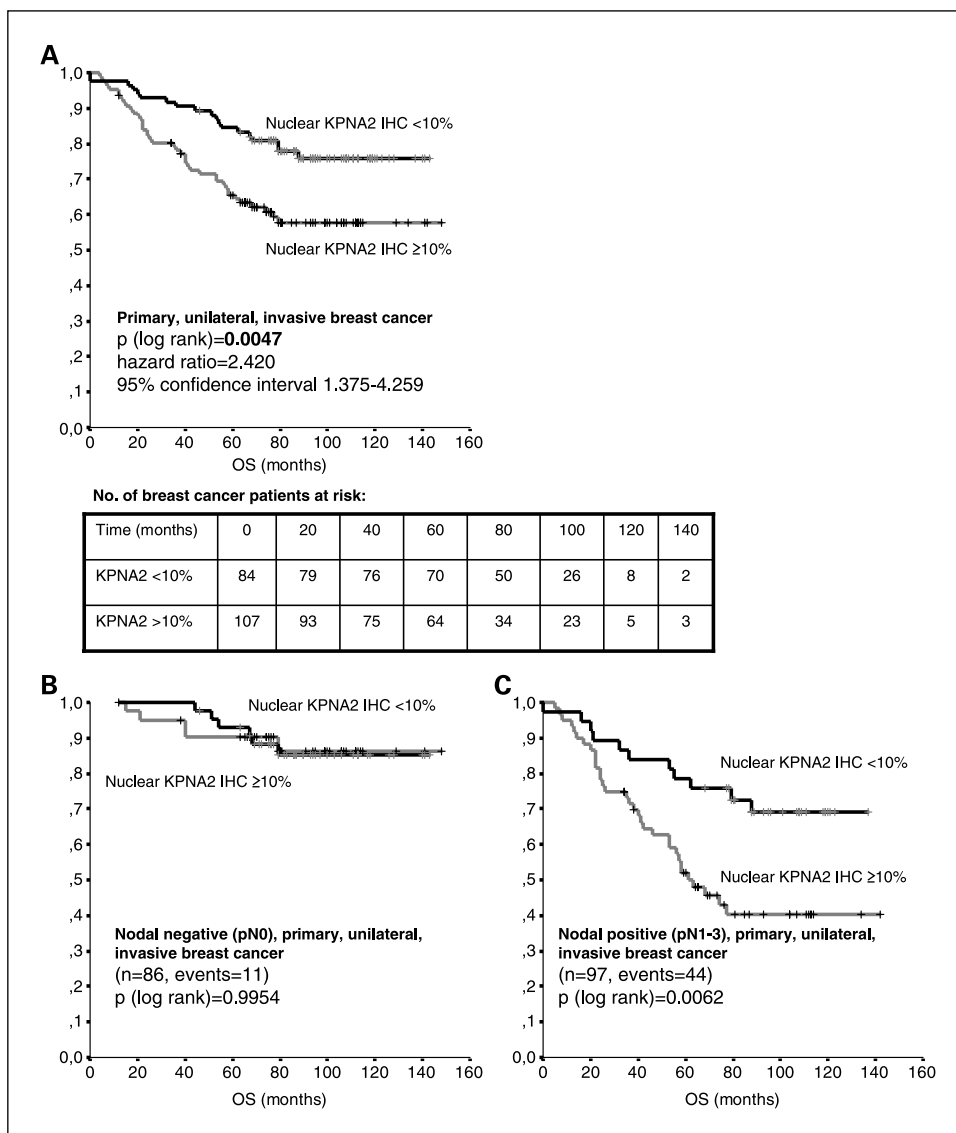 A
1,0
,9
,8
,7
,6
,5
,4
,3
,2
,1
0,0
Nuclear KPNA2 IHC <10%
Nuclear KPNA2 IHC ≥10%
Primary, unilateral, invasive breast cancer
p (log rank)=0.0047
hazard ratio=2.420
95% confidence interval 1.375-4.259
0 20 40 60 80 100 120 140 160
OS (months)
No. of breast cancer patients at risk:
Time (months) 0 20 40 60 80 100 120 140
KPNA2 <10% 84 79 76 70 50 26 8 2
KPNA2 >10% 107 93 75 64 34 23 5 3
B
1,0
,9
,8
,7
,6
,5
,4
,3
,2
,1
0,0
Nuclear KPNA2 IHC <10%
Nuclear KPNA2 IHC ≥10%
Nodal negative (pN0), primary, unilateral,
invasive breast cancer
(n=86, events=11)
p (log rank)=0.9954
0 20 40 60 80 100 120 140 160
OS (months)
C
1,0
,9
,8
,7
,6
,5
,4
,3
,2
,1
0,0
Nuclear KPNA2 IHC <10%
Nuclear KPNA2 IHC ≥10%
Nodal positive (pN1-3), primary, unilateral,
invasive breast cancer
(n=97, events=44)
p (log rank)=0.0062
0 20 40 60 80 100 120 140 160
OS (months)